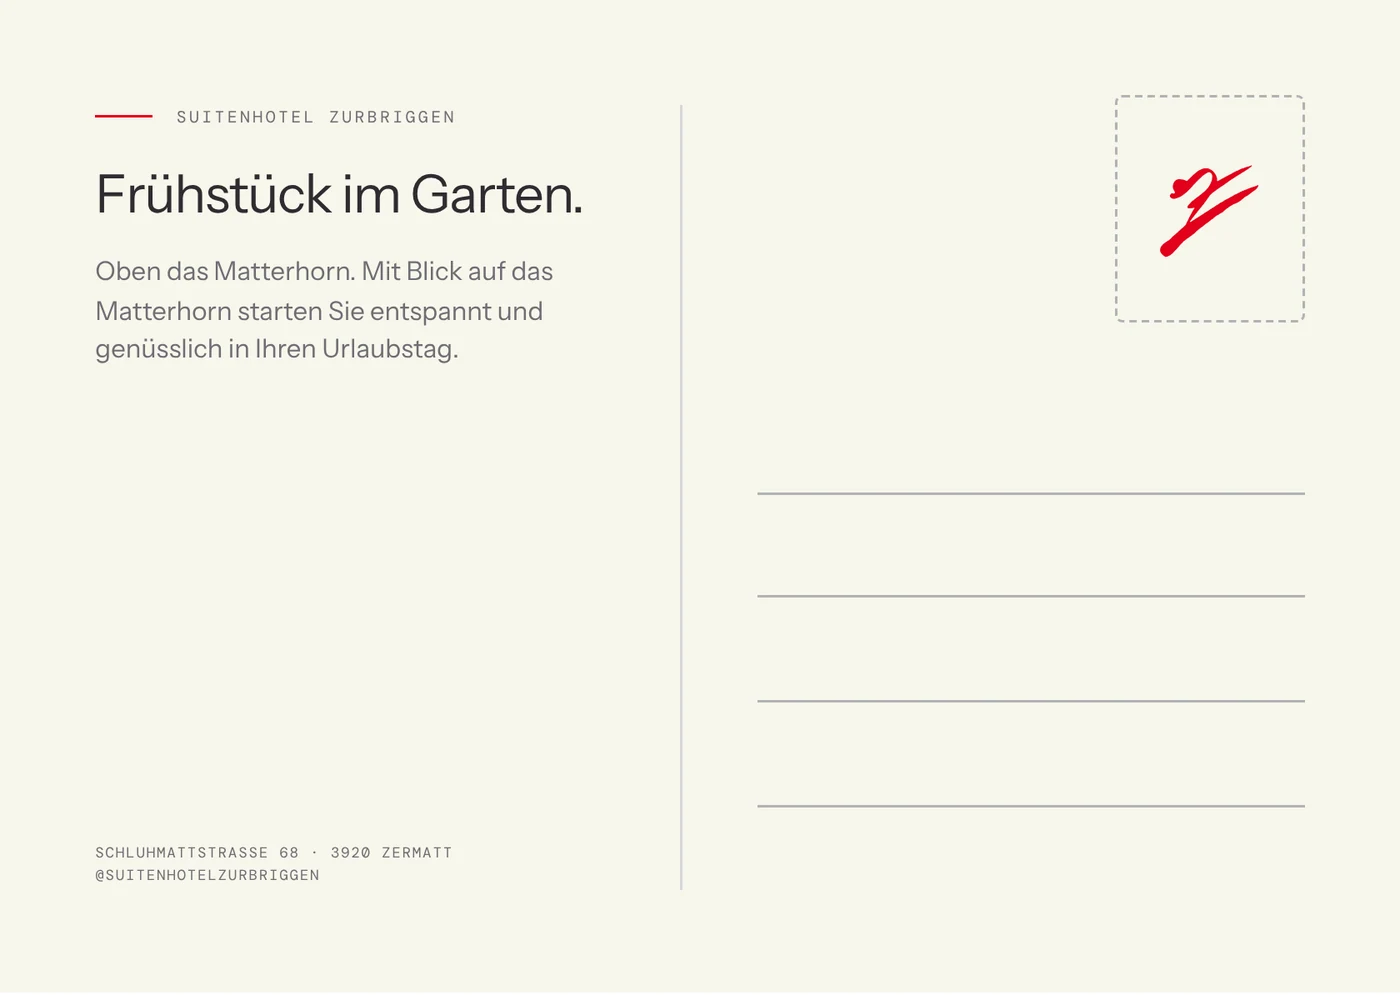 SUITENHOTEL ZURBRIGGEN
Frühstück im Garten.
Oben das Matterhorn. Mit Blick auf das
Matterhorn starten Sie entspannt und
genüsslich in Ihren Urlaubstag.
SCHLUHMATTSTRASSE 68 · 3920 ZERMATT
@SUITENHOTELZURBRIGGEN